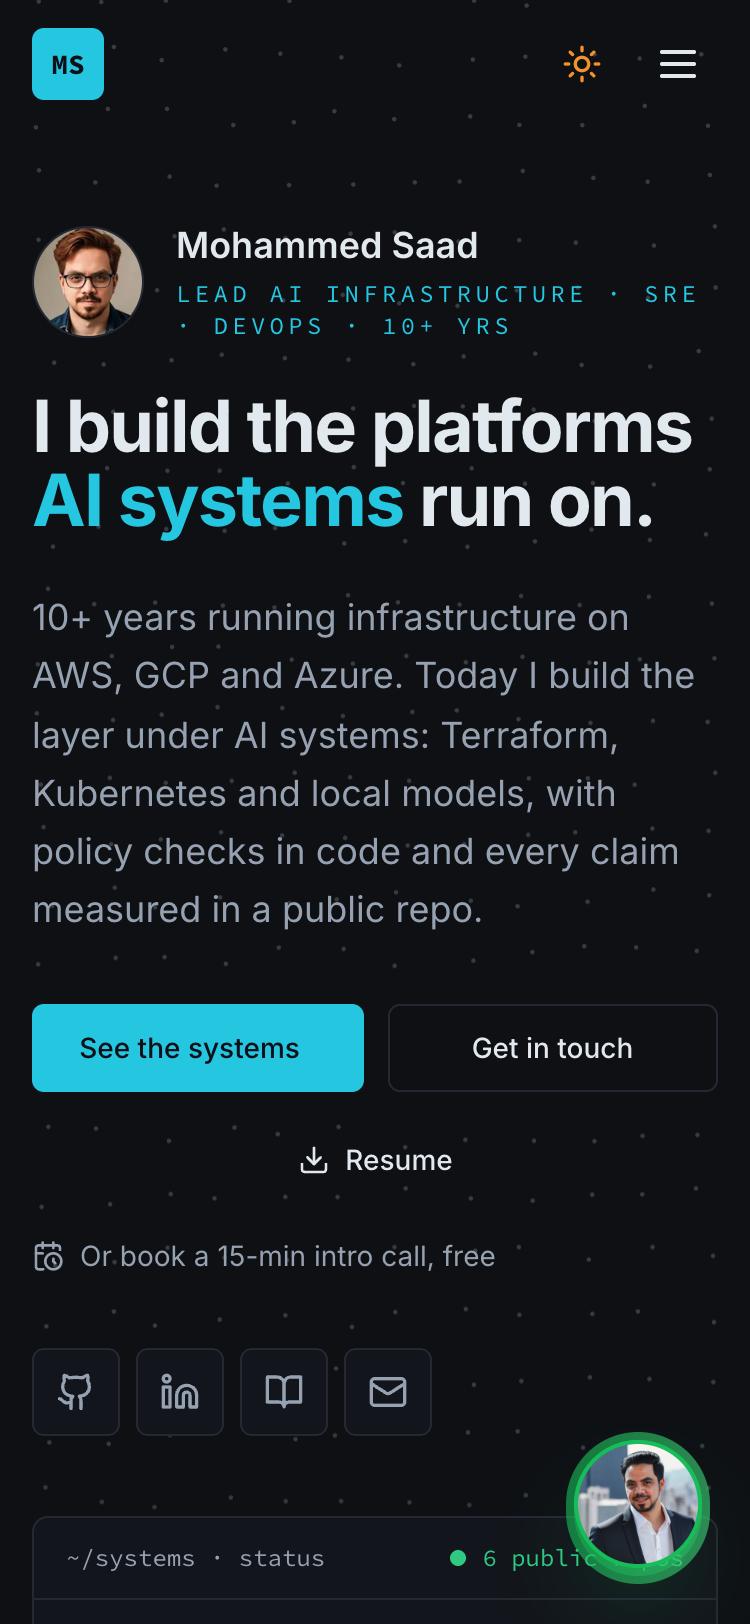 MS
Mohammed Saad
LEAD AI INFRASTRUCTURE · SRE
· DEVOPS · 10+ YRS
I build the platforms
AI systems run on.
10+ years running infrastructure on
AWS, GCP and Azure. Today I build the
layer under AI systems: Terraform,
Kubernetes and local models, with
policy checks in code and every claim
measured in a public repo.
See the systems
Get in touch
Resume
Or book a 15-min intro call, free
in
~/systems · status
6 public